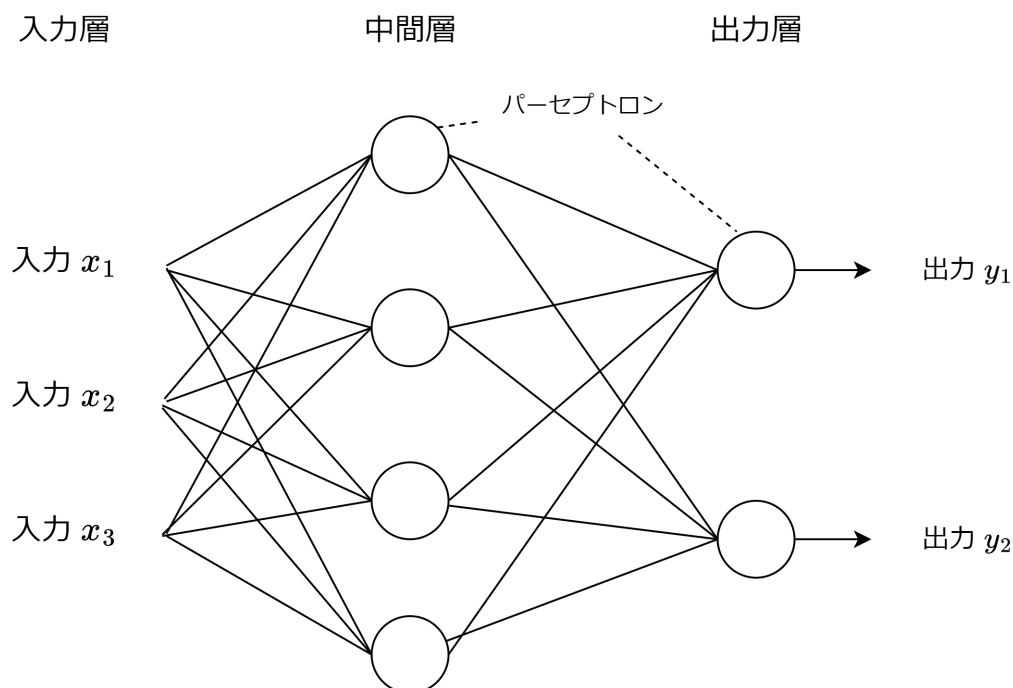 入力層
中間層
出力層
パーセプトロン
入力 x₁
出力 y₁
入力 x₂
入力 x₃
出力 y₂